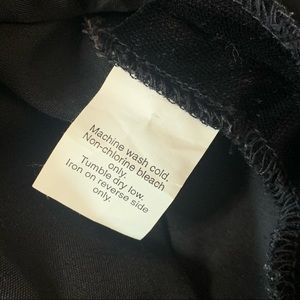 Machine wash cold.
Non-chlorine bleach
only.
Tumble dry low.
Iron on reverse side
only.